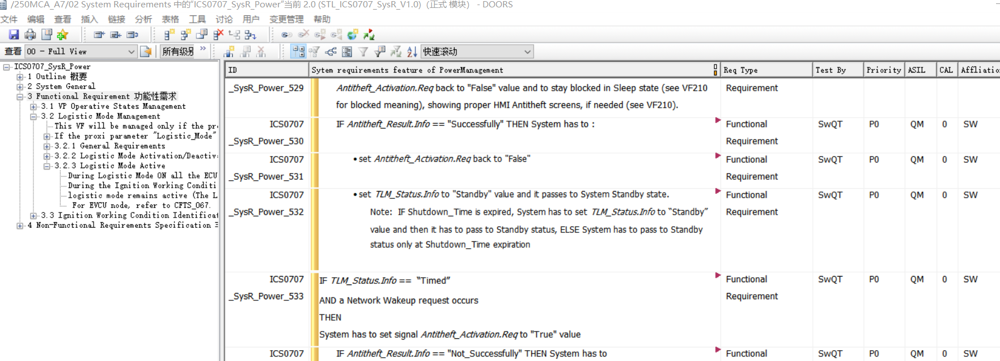 /250MCA_A7/02 System Requirements 中的“ICS0707_SysR_Power”当前 2.0 (STL_ICS0707_SysR_V1.0)（正式 模块） - DOORS
文件 编辑 查看 插入 链接 分析 表格 工具 讨论 用户 变更管理 帮助
查看 00 - Full View 所有级别 » 快速滚动
ICS0707_SysR_Power
1 Outline 概要
2 System General
3 Functional Requirement 功能性需求
3.1 VP Operative States Management
3.2 Logistic Mode Management
This VF will be managed only if the pr
If the proxi parameter "Logistic_Mode"
3.2.1 General Requirements
3.2.2 Logistic Mode Activation/Deactiv
3.2.3 Logistic Mode Active
During Logistic Mode ON all the ECU
During the Ignition Working Conditi
logistic mode remains active (The L
For EVCU node, refer to CFTS_067.
3.3 Ignition Working Condition Identificat
4 Non-Functional Requirements Specification
ID Sytem requirements feature of PowerManagement Req Type Test By Priority ASIL CAL Affliatio
_SysR_Power_529 Antitheft_Activation.Req back to "False" value and to stay blocked in Sleep state (see VF210 Requirement
for blocked meaning), showing proper HMI Antitheft screens, if needed (see VF210).
ICS0707 IF Antitheft_Result.Info == "Successfully" THEN System has to : Functional SwQT P0 QM 0 SW
_SysR_Power_530 Requirement
ICS0707 • set Antitheft_Activation.Req back to "False" Functional SwQT P0 QM 0 SW
_SysR_Power_531 Requirement
ICS0707 • set TLM_Status.Info to "Standby" value and it passes to System Standby state. Functional SwQT P0 QM 0 SW
_SysR_Power_532 Note: IF Shutdown_Time is expired, System has to set TLM_Status.Info to “Standby” Requirement
value and then it has to pass to Standby status, ELSE System has to pass to Standby
status only at Shutdown_Time expiration
ICS0707 IF TLM_Status.Info == “Timed” Functional SwQT P0 QM 0 SW
_SysR_Power_533 Requirement
AND a Network Wakeup request occurs
THEN
System has to set signal Antitheft_Activation.Req to "True" value
ICS0707 IF Antitheft_Result.Info == "Not_Successfully" THEN System has to Functional SwQT P0 QM 0 SW